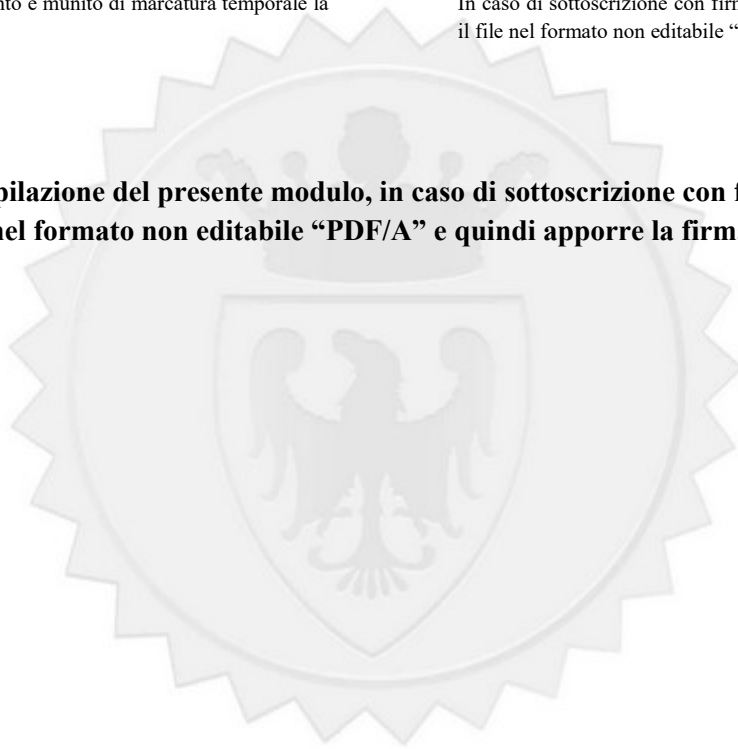 nto è munito di marcatura temporale la
In caso di sottoscrizione con firm
il file nel formato non editabile “
pilazione del presente modulo, in caso di sottoscrizione con f
nel formato non editabile “PDF/A” e quindi apporre la firm